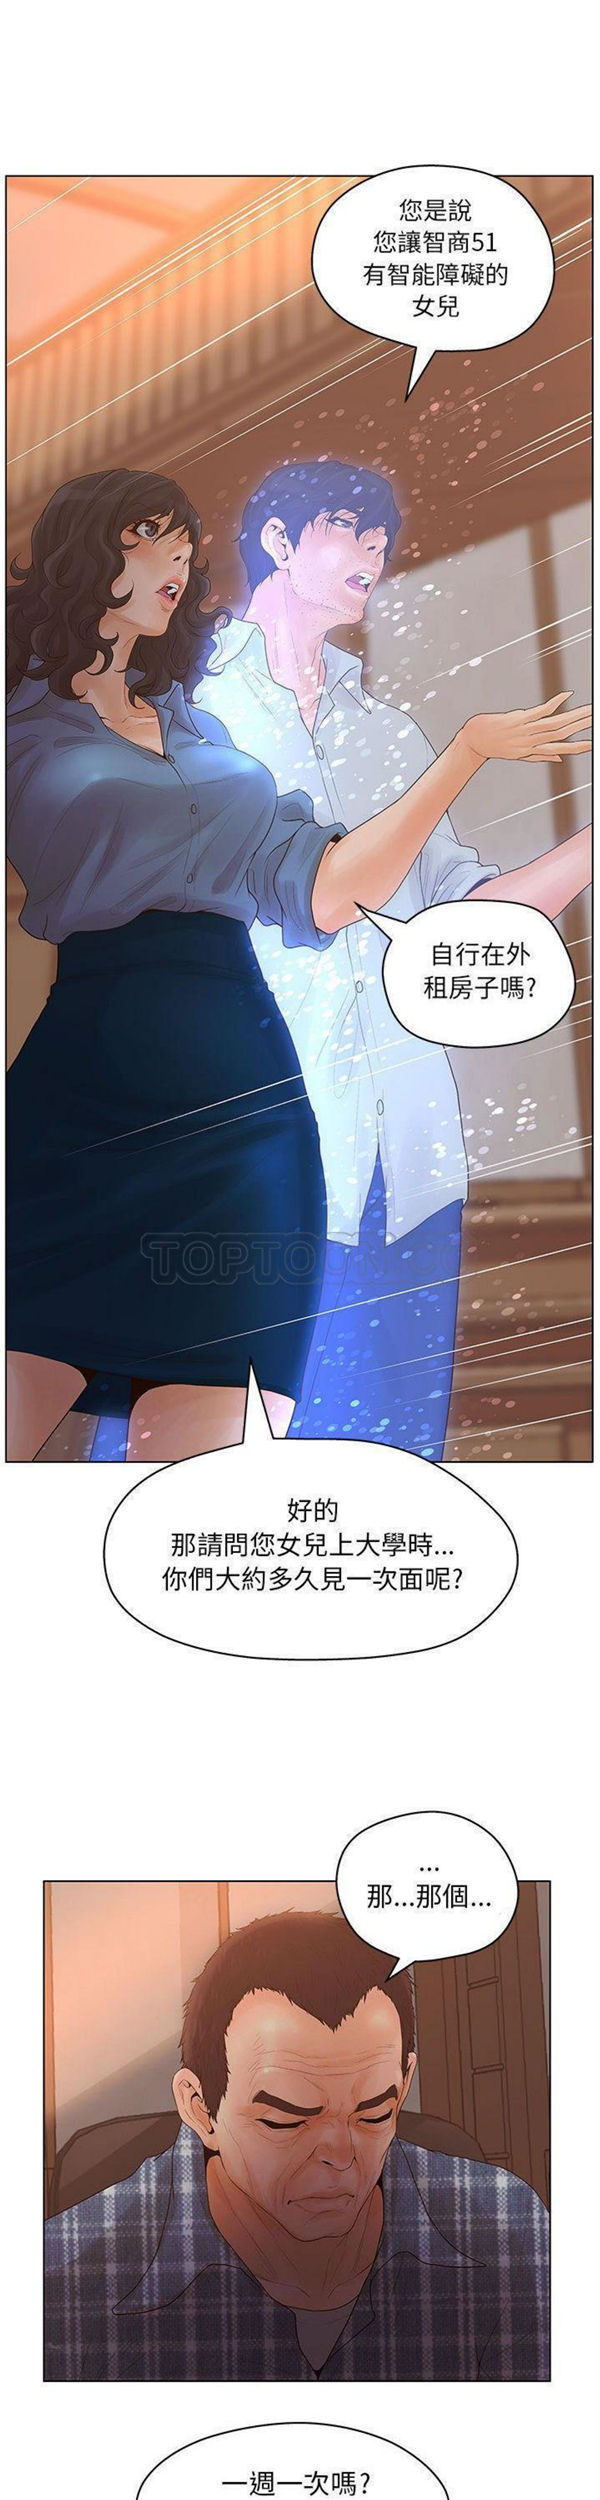 您是說
您讓智商51
有智能障礙的
女兒
自行在外
租房子嗎?
TOPTOON.CO
好的
那請問您女兒上大學時...
你們大約多久見一次面呢?
...
那...那個...
一週一次嗎?